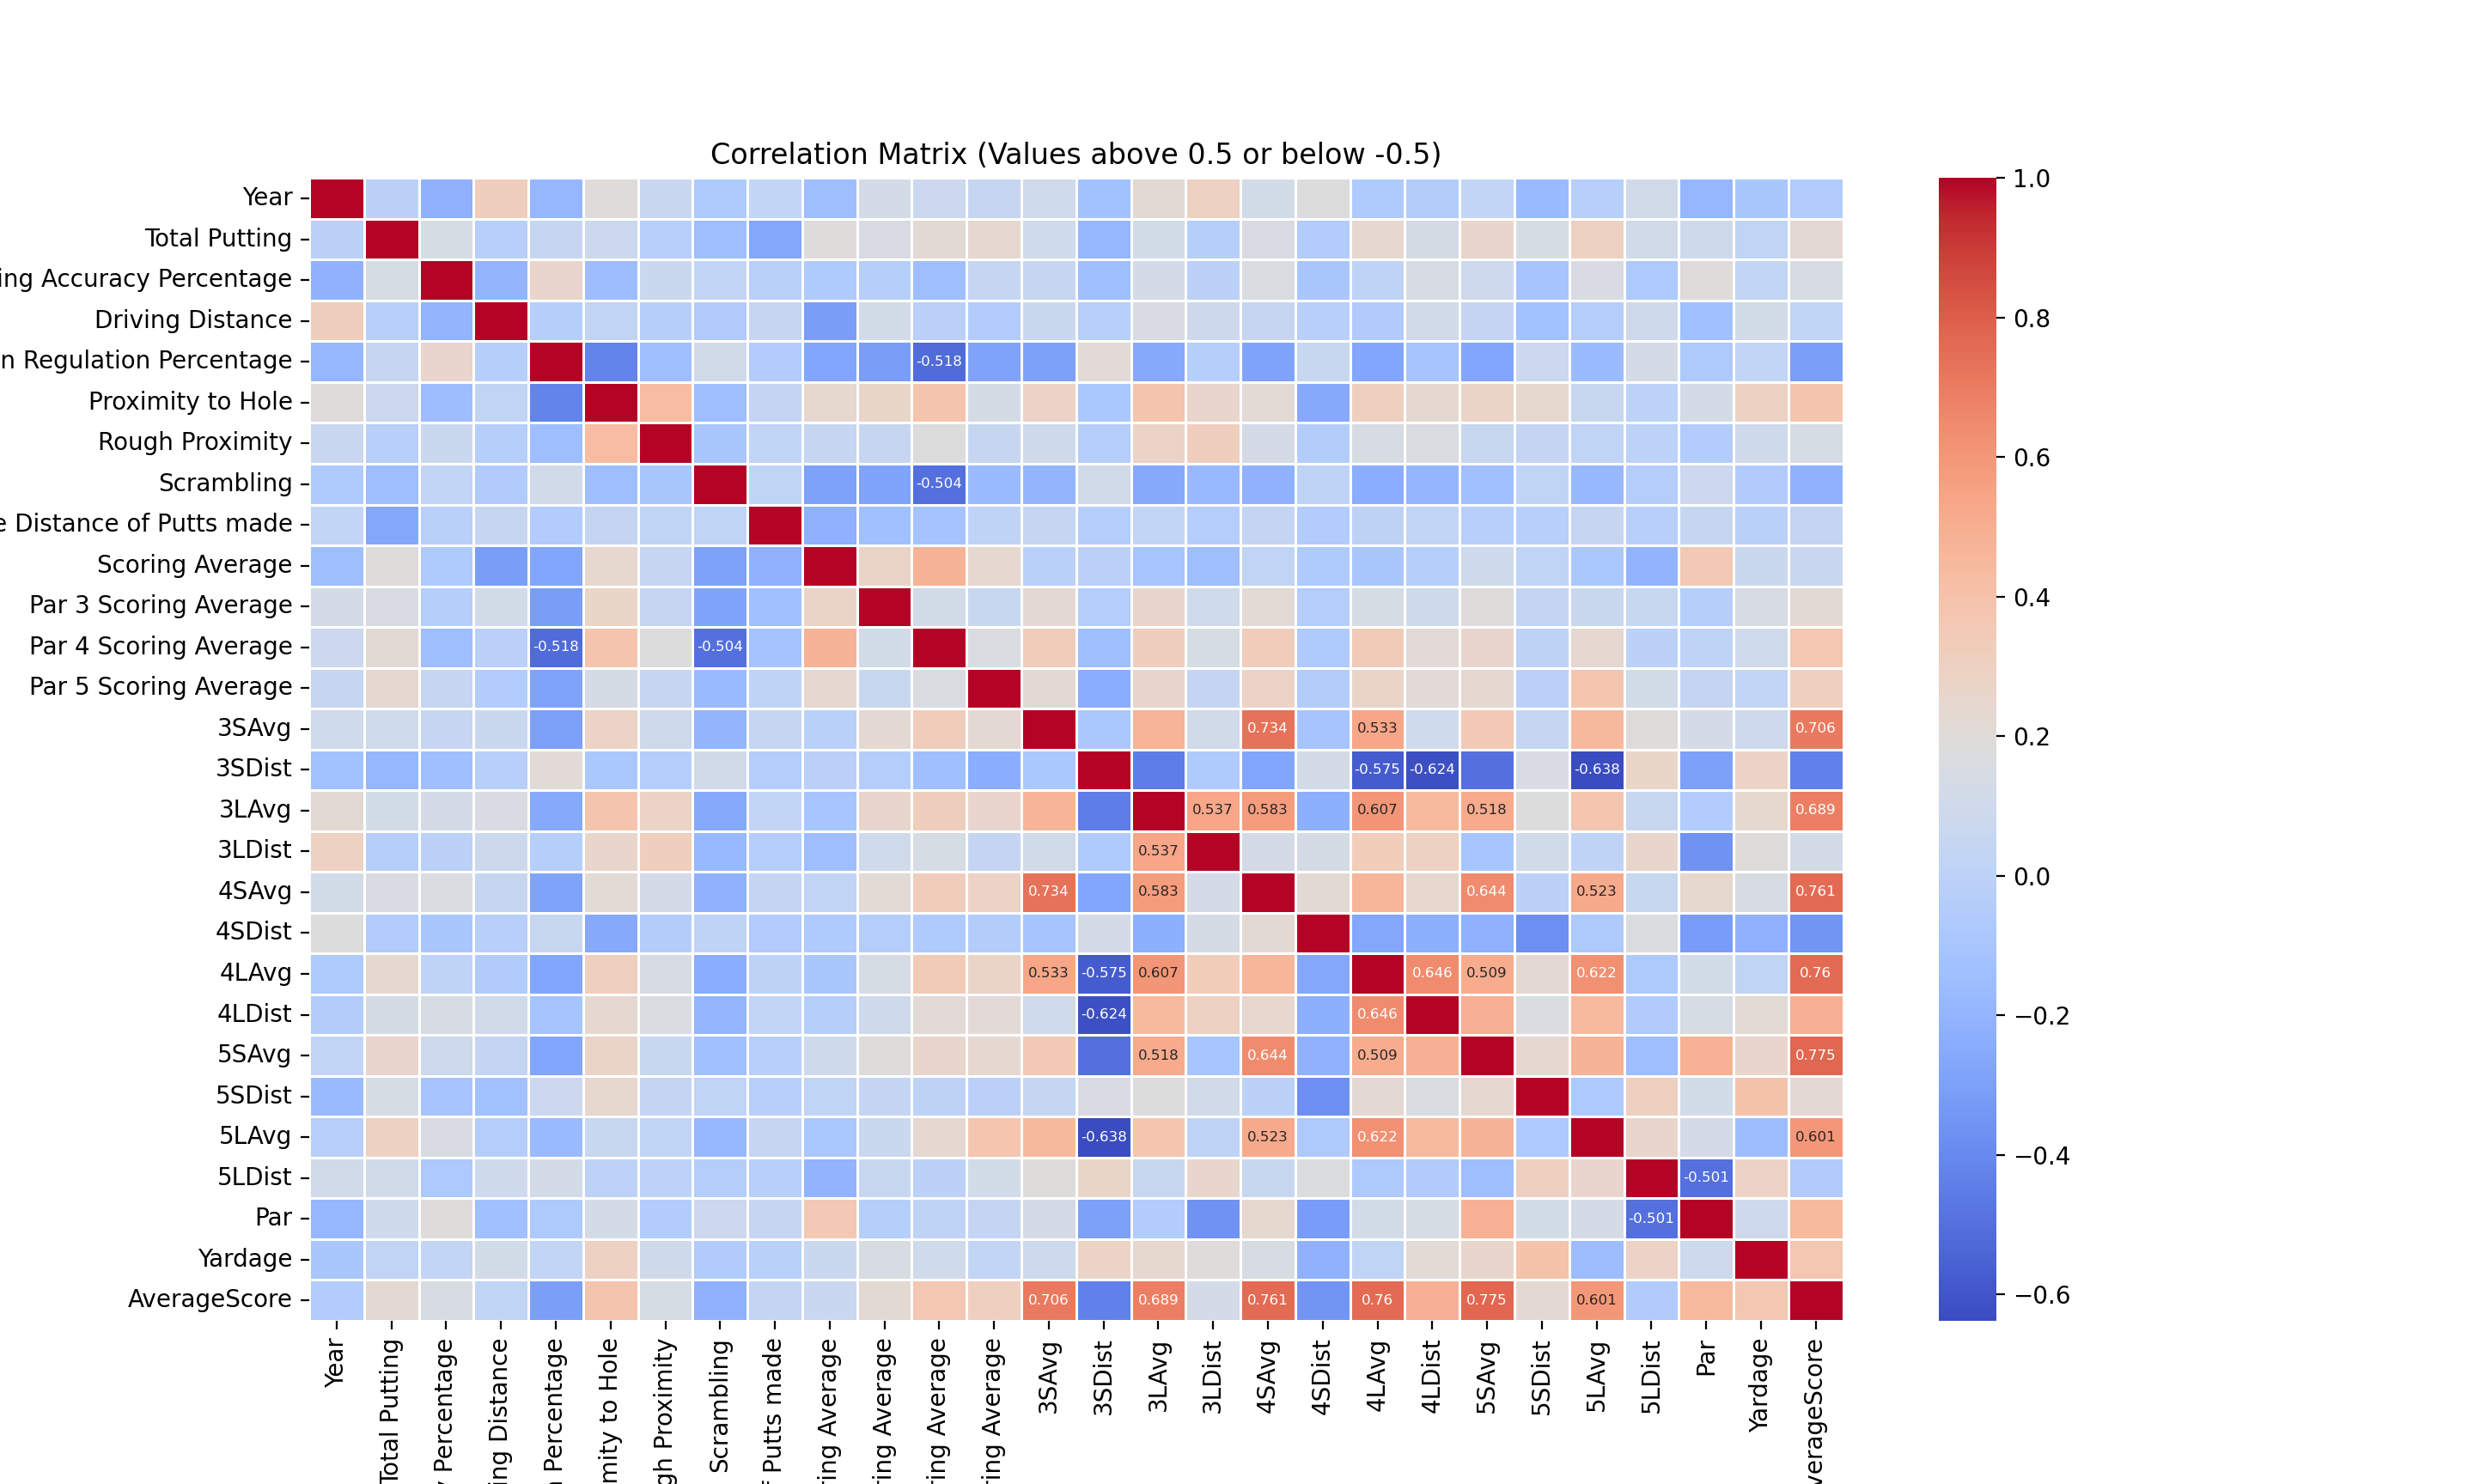 Correlation Matrix (Values above 0.5 or below -0.5)
Year
Total Putting
ing Accuracy Percentage
Driving Distance
n Regulation Percentage -0.518
Proximity to Hole
Rough Proximity
Scrambling -0.504
e Distance of Putts made
Scoring Average
Par 3 Scoring Average
Par 4 Scoring Average -0.518 -0.504
Par 5 Scoring Average
3SAvg 0.734 0.533 0.706
3SDist -0.575 -0.624 -0.638
3LAvg 0.537 0.583 0.607 0.518 0.689
3LDist 0.537
4SAvg 0.734 0.583 0.644 0.523 0.761
4SDist
4LAvg 0.533 -0.575 0.607 0.646 0.509 0.622 0.76
4LDist -0.624 0.646
5SAvg 0.518 0.644 0.509 0.775
5SDist
5LAvg -0.638 0.523 0.622 0.601
5LDist -0.501
Par -0.501
Yardage
AverageScore 0.706 0.689 0.761 0.76 0.775 0.601
Year
Total Putting
y Percentage
ing Distance
n Percentage
mity to Hole
gh Proximity
Scrambling
f Putts made
ring Average
ring Average
ring Average
ring Average
3SAvg
3SDist
3LAvg
3LDist
4SAvg
4SDist
4LAvg
4LDist
5SAvg
5SDist
5LAvg
5LDist
Par
Yardage
verageScore
1.0
0.8
0.6
0.4
0.2
0.0
−0.2
−0.4
−0.6